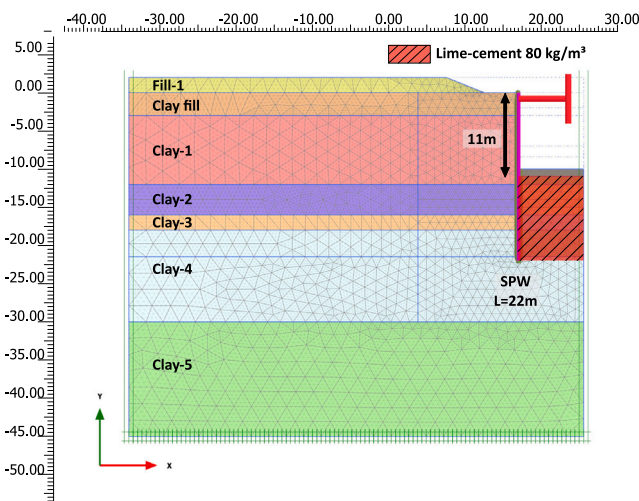 -40.00 -30.00 -20.00 -10.00 0.00 10.00 20.00 30.00
5.00
0.00
-5.00
-10.00
-15.00
-20.00
-25.00
-30.00
-35.00
-40.00
-45.00
-50.00
Lime-cement 80 kg/m³
Fill-1
Clay fill
11m
Clay-1
Clay-2
Clay-3
Clay-4
SPW
L=22m
Clay-5
Y
X